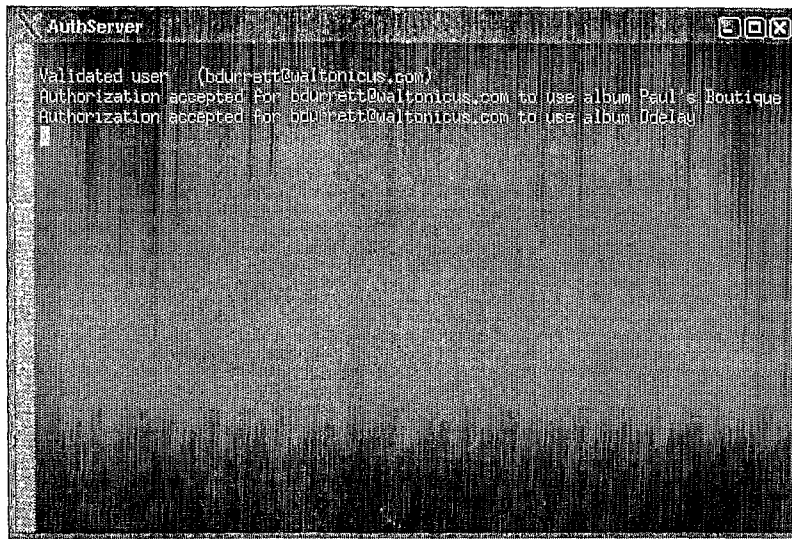 AuthServer
Validated user (bdurrett@waltonicus.com)
Authorization accepted for bdurrett@waltonicus.com to use album Paul's Boutique
Authorization accepted for bdurrett@waltonicus.com to use album Odelay